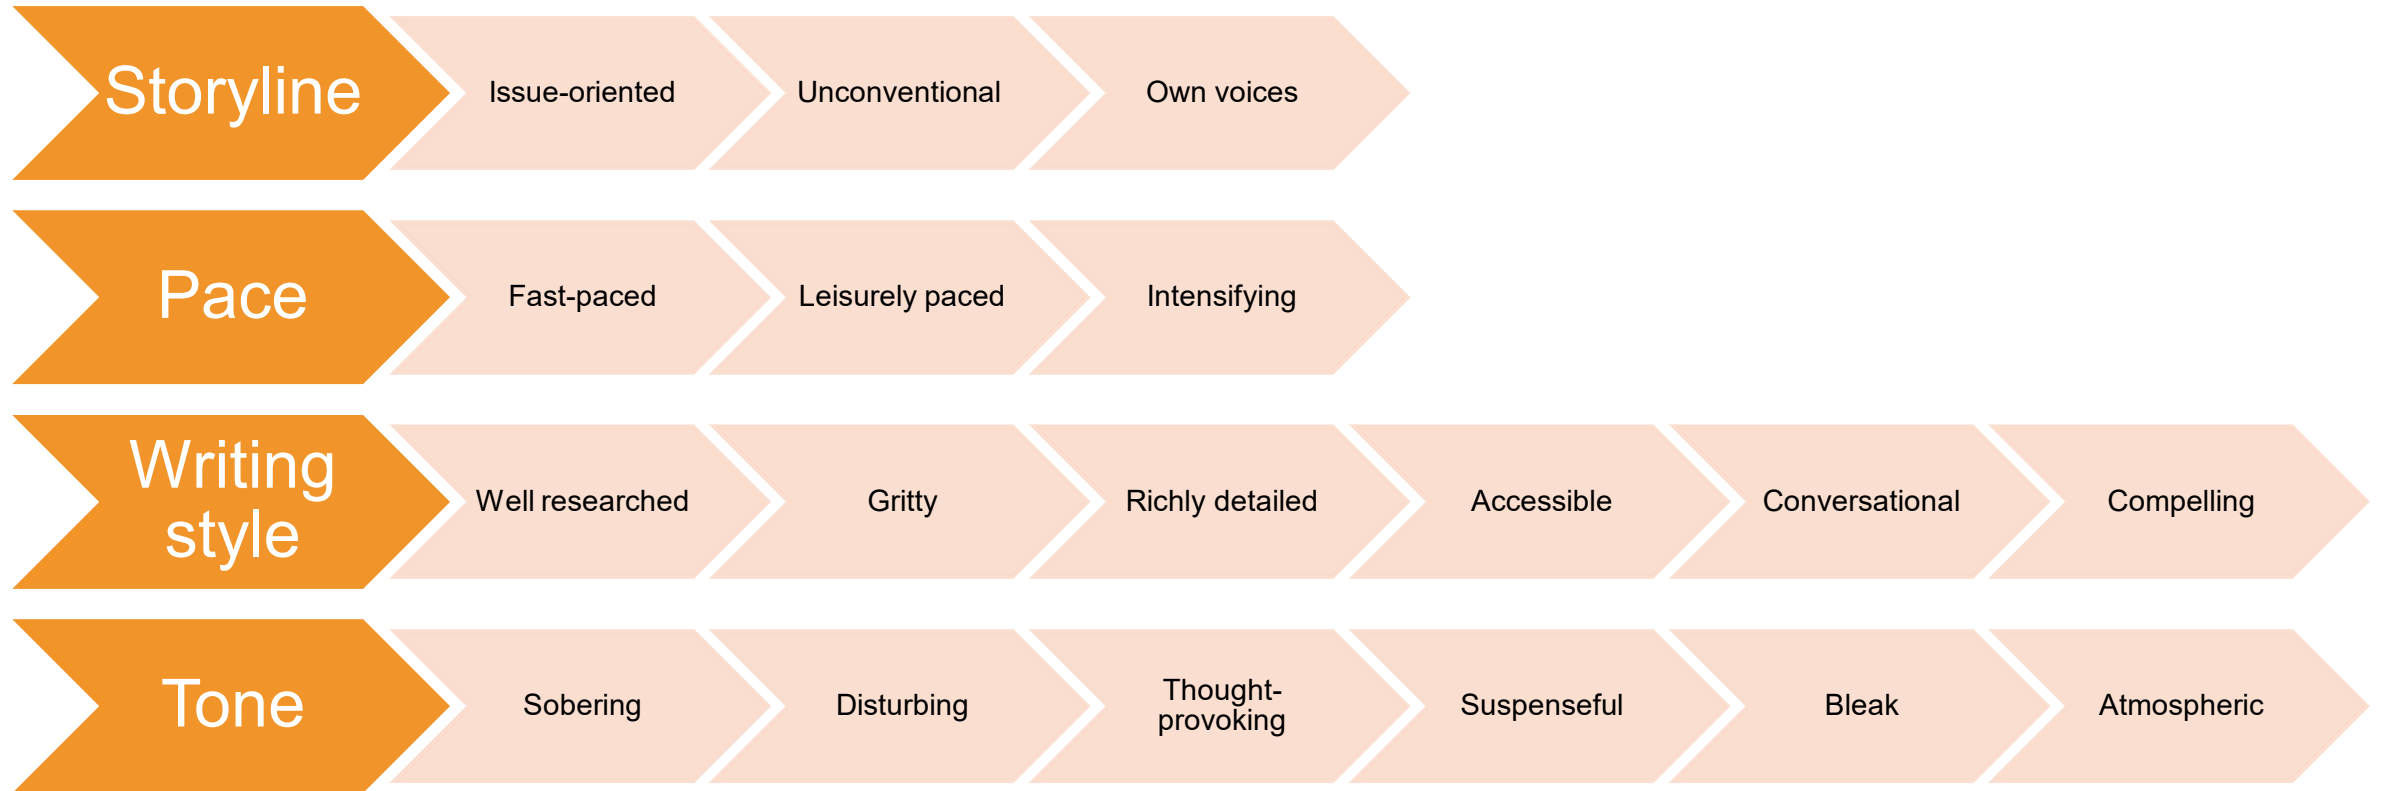 Storyline
Issue-oriented
Unconventional
Own voices
Pace
Fast-paced
Leisurely paced
Intensifying
Writing
style
Well researched
Gritty
Richly detailed
Accessible
Conversational
Compelling
Tone
Sobering
Disturbing
Thought-
provoking
Suspenseful
Bleak
Atmospheric